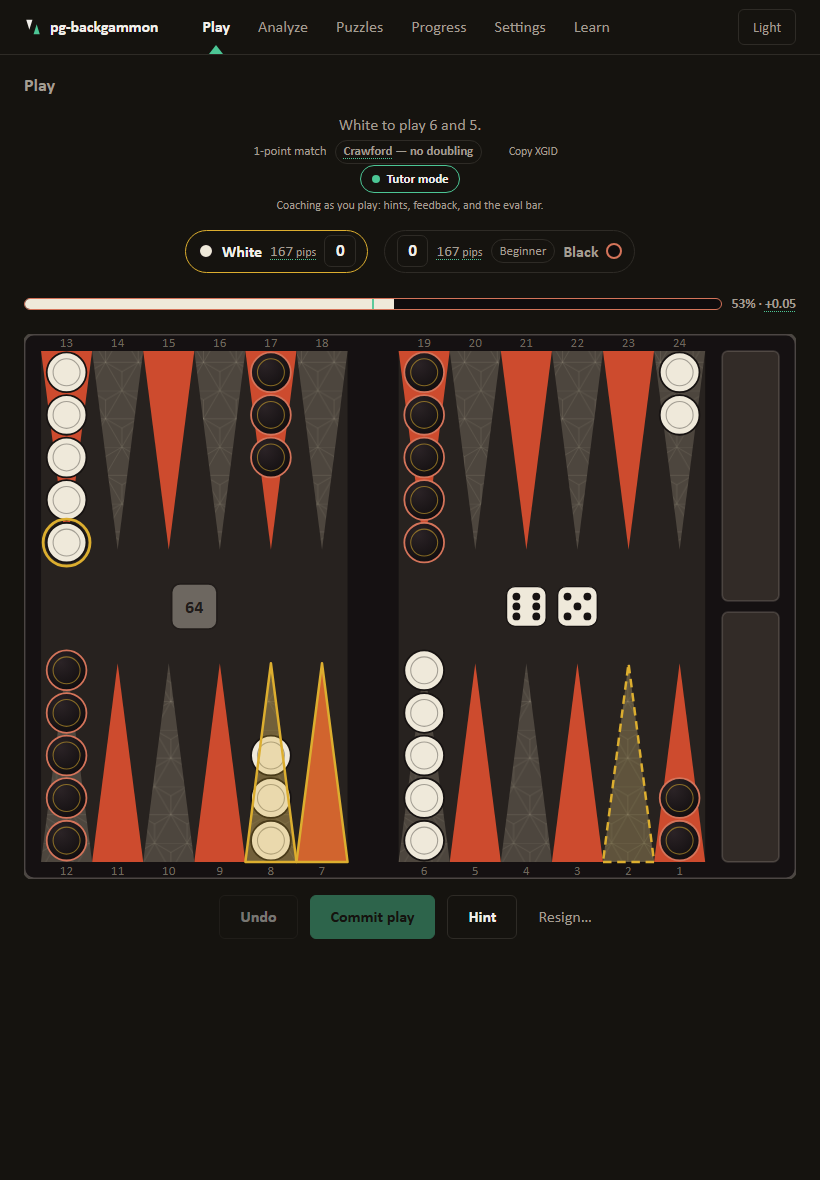 pg-backgammon Play Analyze Puzzles Progress Settings Learn Light
Play
White to play 6 and 5.
1-point match Crawford — no doubling Copy XGID
Tutor mode
Coaching as you play: hints, feedback, and the eval bar.
White 167 pips 0 0 167 pips Beginner Black
53% · +0.05
13 14 15 16 17 18 19 20 21 22 23 24
64
12 11 10 9 8 7 6 5 4 3 2 1
Undo Commit play Hint Resign...